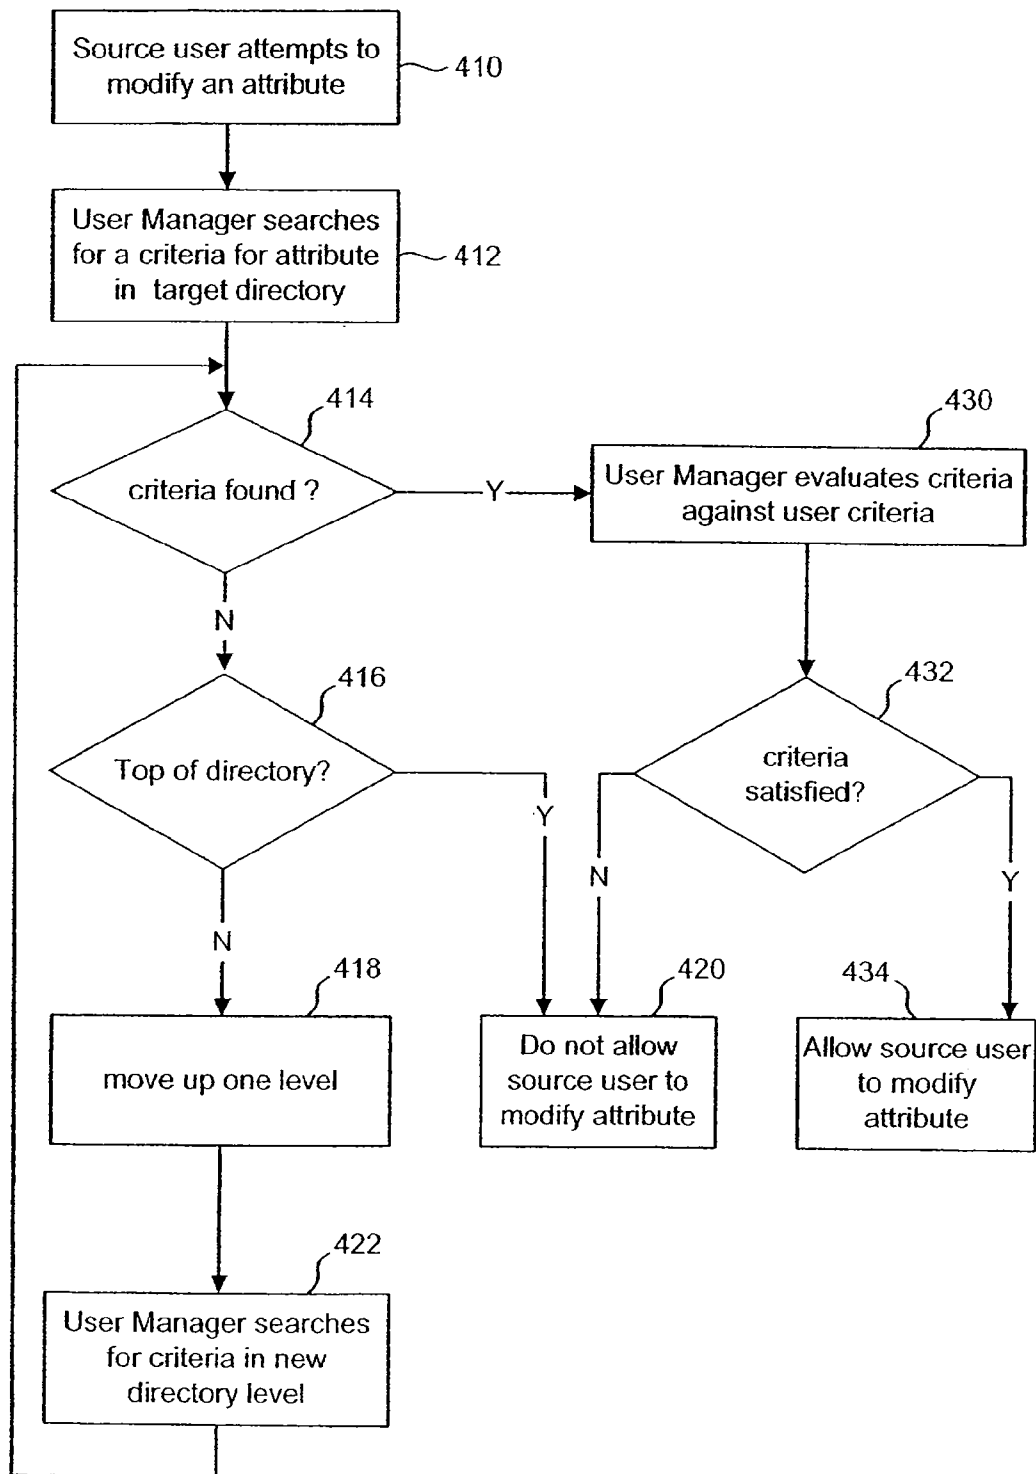 Source user attempts to
modify an attribute
410
User Manager searches
for a criteria for attribute
in target directory
412
414
criteria found ?
Y
430
User Manager evaluates criteria
against user criteria
N
416
Top of directory?
Y
432
criteria
satisfied?
N
Y
N
418
move up one level
420
Do not allow
source user to
modify attribute
434
Allow source user
to modify
attribute
422
User Manager searches
for criteria in new
directory level